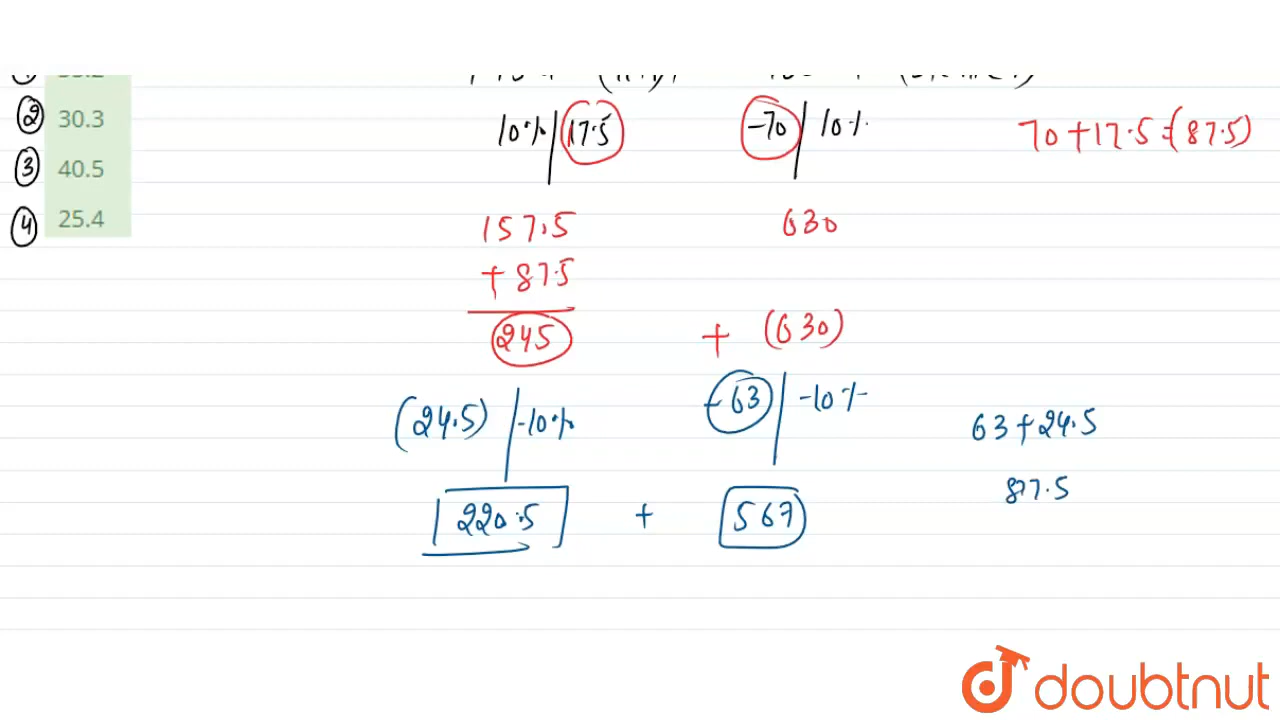 ② 30.3
③ 40.5
④ 25.4
10% | 17.5 -70 | 10% 70+17.5=(87.5)
157.5 630
+ 87.5
245 + (630)
(24.5) | -10% -63 | -10% 63+24.5
87.5
220.5 + 567
doubtnut